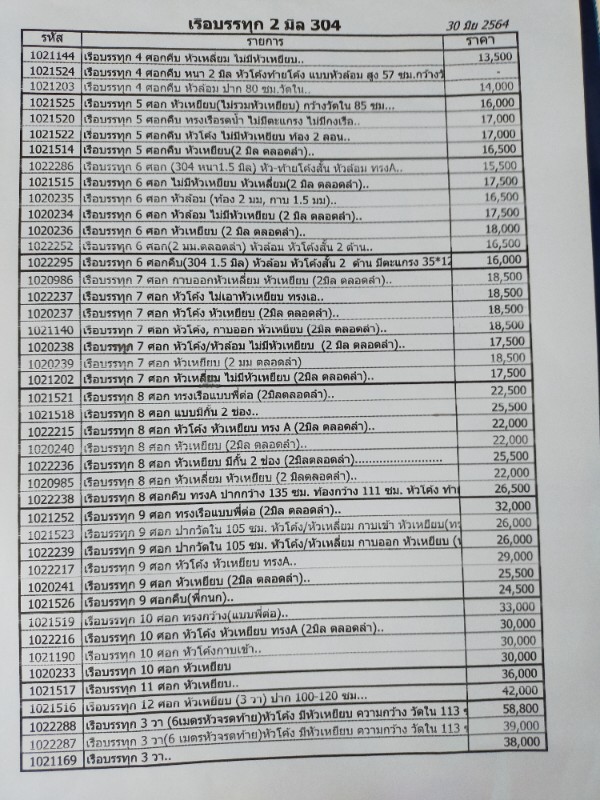 เรือบรรทุก 2 มิล 304
30 มิย 2564
รหัส รายการ ราคา
1021144 เรือบรรทุก 4 ศอกคืบ หัวเหลี่ยม ไม่มีหัวเหยียบ.. 13,500
1021524 เรือบรรทุก 4 ศอกคืบ หนา 2 มิล หัวโค้งท้ายโค้ง แบบหัวล้อม สูง 57 ซม.กว้าง -
1021203 เรือบรรทุก 4 ศอกคืบ หัวล้อม ปาก 80 ซม.วัดใน.. 14,000
1021525 เรือบรรทุก 5 ศอก หัวเหยียบ(ไม่รวมหัวเหยียบ) กว้างวัดใน 85 ซม... 16,000
1021520 เรือบรรทุก 5 ศอกคืบ ทรงเรือรดน้ำ ไม่มีตะแกรง ไม่มีกงเรือ.. 17,000
1021522 เรือบรรทุก 5 ศอกคืบ หัวโค้ง ไม่มีหัวเหยียบ ท้อง 2 ลอน.. 17,000
1021514 เรือบรรทุก 5 ศอกคืบ หัวเหยียบ(2 มิล ตลอดลำ).. 16,500
1022286 เรือบรรทุก 6 ศอก (304 หนา1.5 มิล) หัว-ท้ายโค้งสั้น หัวล้อม ทรงA.. 15,500
1021515 เรือบรรทุก 6 ศอก ไม่มีหัวเหยียบ หัวเหลี่ยม(2 มิล ตลอดลำ).. 17,500
1020235 เรือบรรทุก 6 ศอก หัวล้อม (ท้อง 2 มม, กาบ 1.5 มม).. 16,500
1020234 เรือบรรทุก 6 ศอก หัวล้อม ไม่มีหัวเหยียบ (2 มิล ตลอดลำ).. 17,500
1020236 เรือบรรทุก 6 ศอก หัวเหยียบ (2 มิล ตลอดลำ).. 18,000
1022252 เรือบรรทุก 6 ศอก(2 มม.ตลอดลำ) หัวล้อม หัวโค้งสั้น 2 ด้าน.. 16,500
1022295 เรือบรรทุก 6 ศอกคืบ(304 1.5 มิล) หัวล้อม หัวโค้งสั้น 2 ด้าน มีตะแกรง 35*12 16,000
1020986 เรือบรรทุก 7 ศอก กาบออกหัวเหลี่ยม หัวเหยียบ (2มิล ตลอดลำ).. 18,500
1022237 เรือบรรทุก 7 ศอก หัวโค้ง ไม่เอาหัวเหยียบ ทรงเอ.. 18,500
1020237 เรือบรรทุก 7 ศอก หัวโค้ง หัวเหยียบ (2มิล ตลอดลำ).. 18,500
1021140 เรือบรรทุก 7 ศอก หัวโค้ง, กาบออก หัวเหยียบ (2มิล ตลอดลำ).. 18,500
1020238 เรือบรรทุก 7 ศอก หัวโค้ง/หัวล้อม ไม่มีหัวเหยียบ (2 มิล ตลอดลำ).. 17,500
1020239 เรือบรรทุก 7 ศอก หัวเหยียบ (2 มม ตลอดลำ) 18,500
1021202 เรือบรรทุก 7 ศอก หัวเหลี่ยม ไม่มีหัวเหยียบ (2มิล ตลอดลำ).. 17,500
1021521 เรือบรรทุก 8 ศอก ทรงเรือแบบพี่ต่อ (2มิลตลอดลำ).. 22,500
1021518 เรือบรรทุก 8 ศอก แบบมีกั้น 2 ช่อง.. 25,500
1022215 เรือบรรทุก 8 ศอก หัวโค้ง หัวเหยียบ ทรง A (2มิล ตลอดลำ).. 22,000
1020240 เรือบรรทุก 8 ศอก หัวเหยียบ (2มิล ตลอดลำ).. 22,000
1022236 เรือบรรทุก 8 ศอก หัวเหยียบ มีกั้น 2 ช่อง (2มิลตลอดลำ)......................... 25,500
1020985 เรือบรรทุก 8 ศอก หัวเหลี่ยม หัวเหยียบ (2 มิลตลอดลำ).. 22,000
1022238 เรือบรรทุก 8 ศอกคืบ ทรงA ปากกว้าง 135 ซม. ท้องกว้าง 111 ซม. หัวโค้ง 26,500
1021252 เรือบรรทุก 9 ศอก ทรงเรือแบบพี่ต่อ (2มิล ตลอดลำ).. 32,000
1021523 เรือบรรทุก 9 ศอก ปากวัดใน 105 ซม. หัวโค้ง/หัวเหลี่ยม กาบเข้า หัวเหยียบ 26,000
1022239 เรือบรรทุก 9 ศอก ปากวัดใน 105 ซม. หัวโค้ง/หัวเหลี่ยม กาบออก หัวเหยียบ 26,000
1022217 เรือบรรทุก 9 ศอก หัวโค้ง หัวเหยียบ ทรงA.. 29,000
1020241 เรือบรรทุก 9 ศอก หัวเหยียบ (2มิล ตลอดลำ).. 25,500
1021526 เรือบรรทุก 9 ศอกคืบ(พี่กนก).. 24,500
1021519 เรือบรรทุก 10 ศอก ทรงกว้าง(แบบพี่ต่อ).. 33,000
1022216 เรือบรรทุก 10 ศอก หัวโค้ง หัวเหยียบ ทรงA (2มิล ตลอดลำ).. 30,000
1021190 เรือบรรทุก 10 ศอก หัวโค้งกาบเข้า.. 30,000
1020233 เรือบรรทุก 10 ศอก หัวเหยียบ 30,000
1021517 เรือบรรทุก 11 ศอก หัวเหยียบ.. 36,000
1021516 เรือบรรทุก 12 ศอก หัวเหยียบ (3 วา) ปาก 100-120 ซม... 42,000
1022288 เรือบรรทุก 3 วา (6เมตรหัวจรดท้าย)หัวโค้ง มีหัวเหยียบ ความกว้าง วัดใน 113 58,800
1022287 เรือบรรทุก 3 วา(6 เมตรหัวจรดท้าย)หัวโค้ง มีหัวเหยียบ ความกว้าง วัดใน 113 39,000
1021169 เรือบรรทุก 3 วา.. 38,000